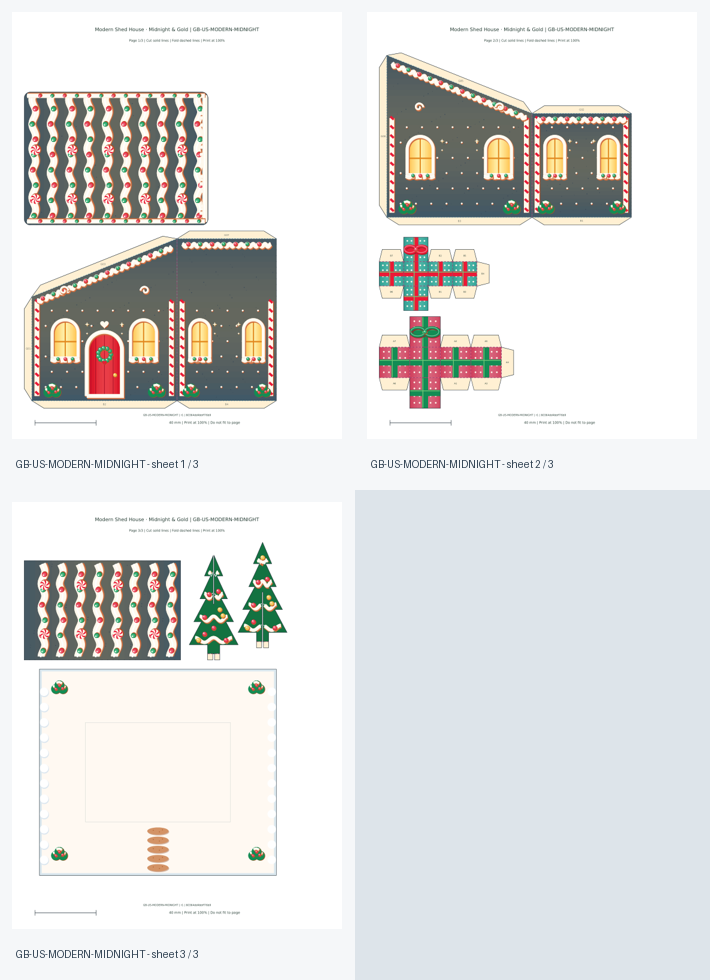 Modern Shed House · Midnight & Gold | GB-US-MODERN-MIDNIGHT
Page 1/3 | Cut solid lines | Fold dashed lines | Print at 100%
40 mm | Print at 100% | Do not fit to page
GB-US-MODERN-MIDNIGHT - sheet 1 / 3
Modern Shed House · Midnight & Gold | GB-US-MODERN-MIDNIGHT
Page 2/3 | Cut solid lines | Fold dashed lines | Print at 100%
40 mm | Print at 100% | Do not fit to page
GB-US-MODERN-MIDNIGHT - sheet 2 / 3
Modern Shed House · Midnight & Gold | GB-US-MODERN-MIDNIGHT
Page 3/3 | Cut solid lines | Fold dashed lines | Print at 100%
40 mm | Print at 100% | Do not fit to page
GB-US-MODERN-MIDNIGHT - sheet 3 / 3